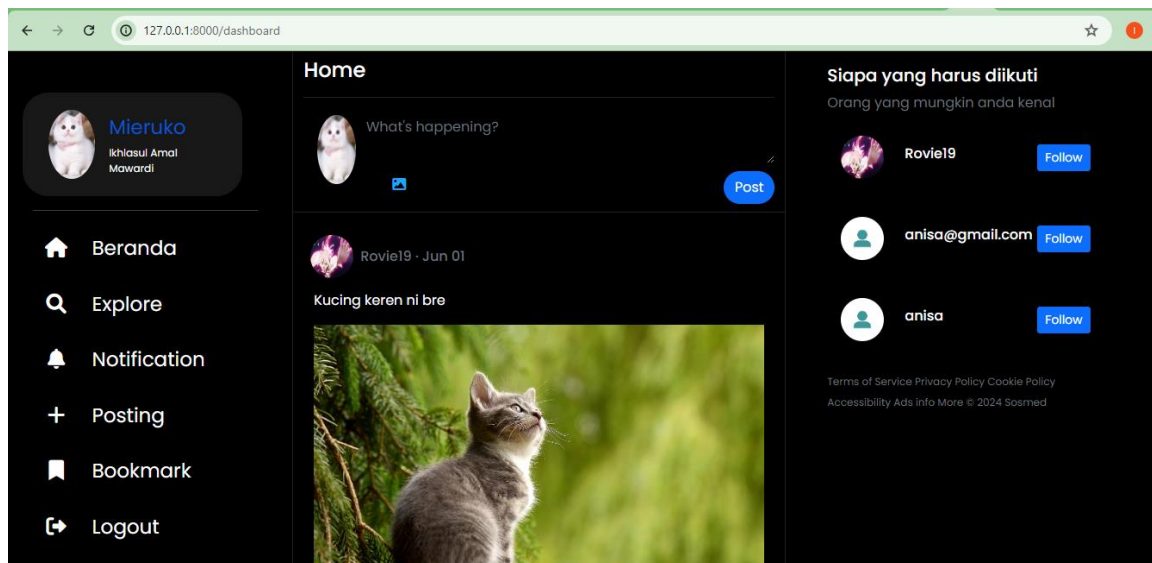 127.0.0.1:8000/dashboard
I
Mieruko
Ikhlasul Amal
Mawardi
Beranda
Explore
Notification
Posting
Bookmark
Logout
Home
What's happening?
Post
Rovie19 · Jun 01
Kucing keren ni bre
Siapa yang harus diikuti
Orang yang mungkin anda kenal
Rovie19 Follow
anisa@gmail.com Follow
anisa Follow
Terms of Service Privacy Policy Cookie Policy
Accessibility Ads info More © 2024 Sosmed